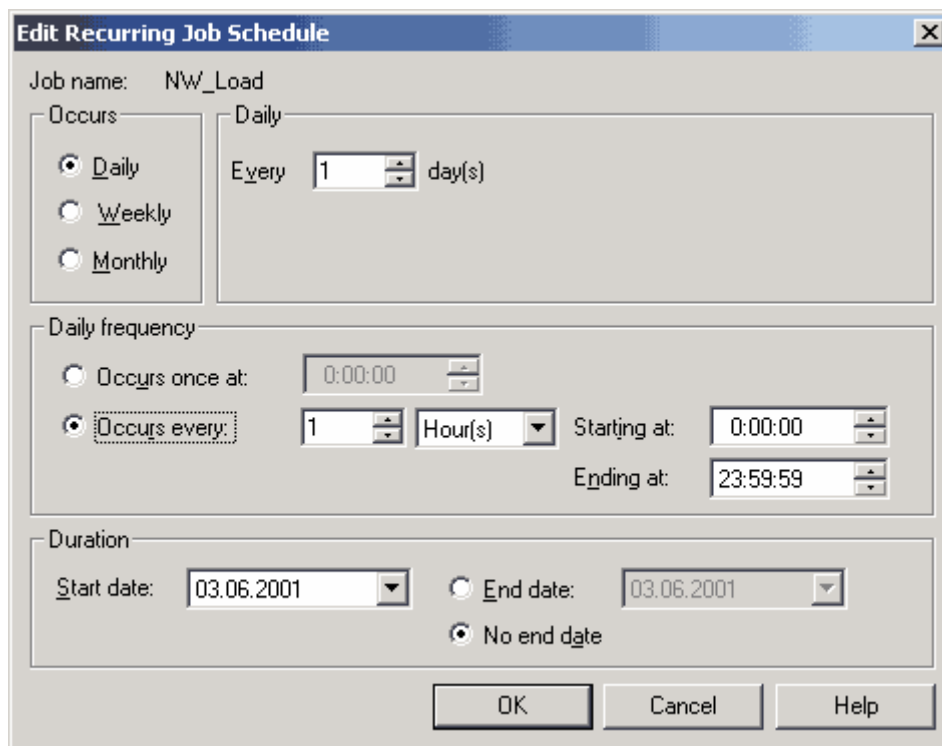 Edit Recurring Job Schedule
Job name: NW_Load
Occurs
Daily
Weekly
Monthly
Daily
Every 1 day(s)
Daily frequency
Occurs once at: 0:00:00
Occurs every: 1 Hour(s) Starting at: 0:00:00
Ending at: 23:59:59
Duration
Start date: 03.06.2001 End date: 03.06.2001
No end date
OK Cancel Help